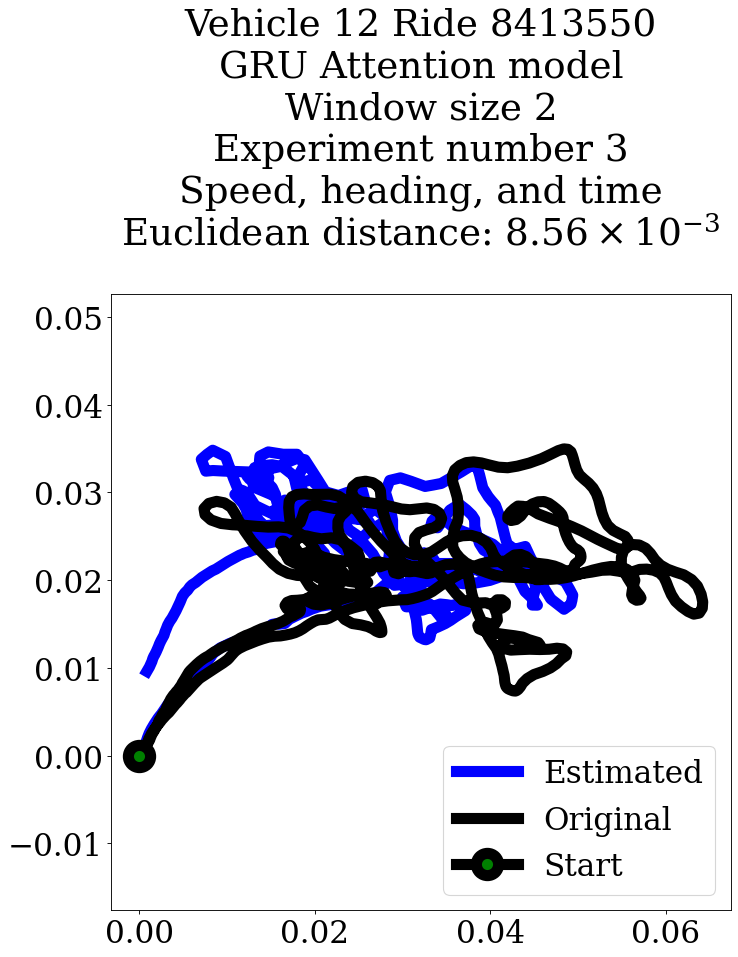 Vehicle 12 Ride 8413550
GRU Attention model
Window size 2
Experiment number 3
Speed, heading, and time
Euclidean distance: 8.56 × 10⁻³
0.05
0.04
0.03
0.02
0.01
0.00
−0.01
0.00 0.02 0.04 0.06
Estimated
Original
Start